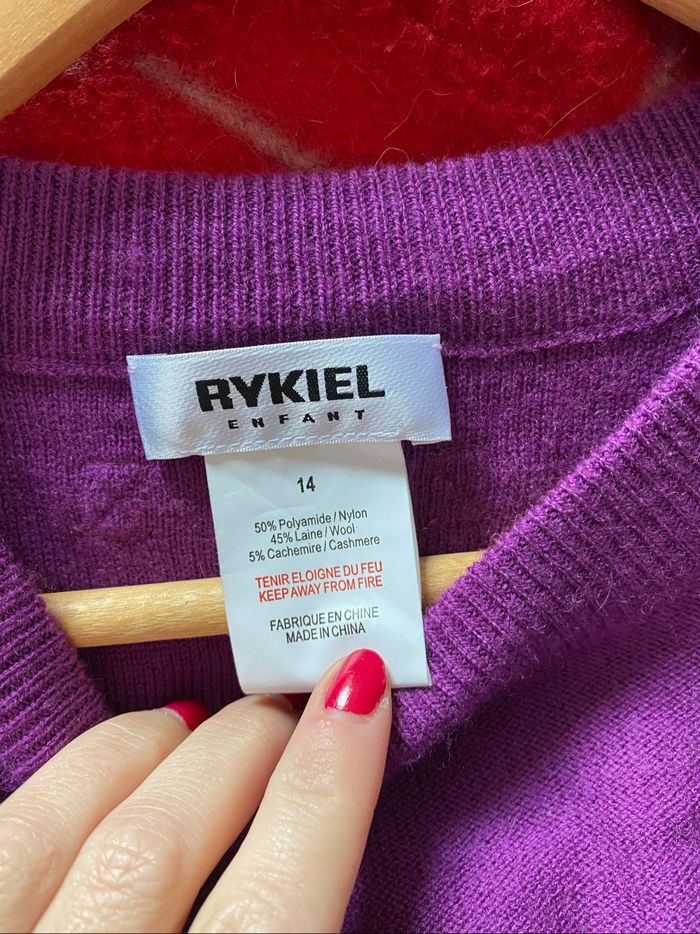 RYKIEL
ENFANT
14
50% Polyamide / Nylon
45% Laine / Wool
5% Cachemire / Cashmere
TENIR ELOIGNE DU FEU
KEEP AWAY FROM FIRE
FABRIQUE EN CHINE
MADE IN CHINA